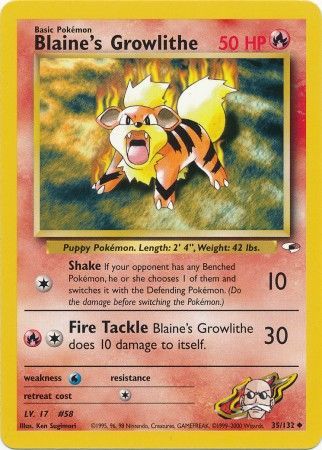 Basic Pokémon
Blaine's Growlithe 50 HP
Puppy Pokémon. Length: 2' 4", Weight: 42 lbs.
Shake If your opponent has any Benched
Pokémon, he or she chooses 1 of them and
switches it with the Defending Pokémon. (Do
the damage before switching the Pokémon.)
10
Fire Tackle Blaine's Growlithe
does 10 damage to itself.
30
weakness resistance
retreat cost
LV. 17 #58
Illus. Ken Sugimori ©1995, 96, 98 Nintendo, Creatures, GAMEFREAK. ©1999-2000 Wizards. 35/132